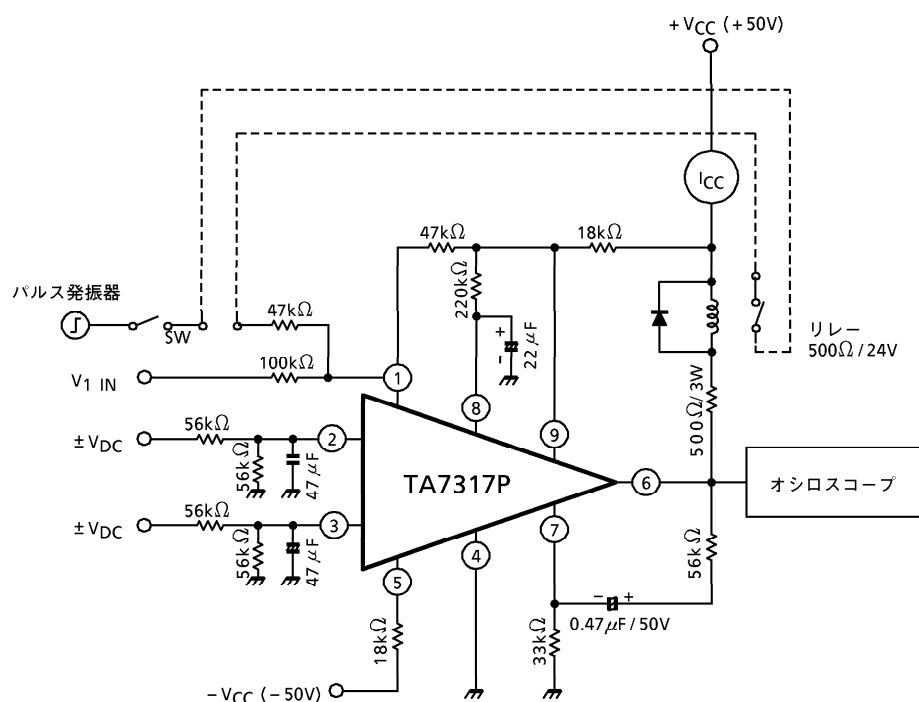 +VCC (+50V)
ICC
47kΩ
18kΩ
220kΩ
22μF
+
-
パルス発振器
SW
47kΩ
リレー
500Ω/24V
V1 IN
100kΩ
1
8
9
500Ω/3W
±VDC
56kΩ
2
56kΩ
47μF
TA7317P
6
オシロスコープ
±VDC
56kΩ
3
56kΩ
47μF
7
4
5
56kΩ
18kΩ
- +
0.47μF/50V
33kΩ
-VCC (-50V)